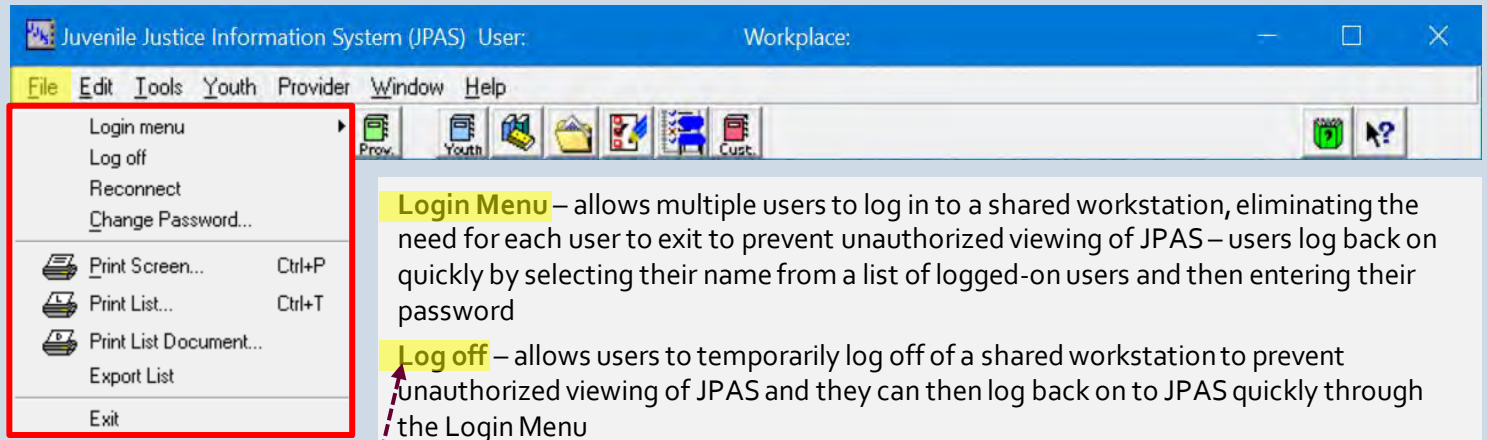 Juvenile Justice Information System (JPAS) User: Workplace:
File Edit Tools Youth Provider Window Help
Prov. Youth Cust. ? ?
Login menu
Log off
Reconnect
Change Password...
Print Screen... Ctrl+P
Print List... Ctrl+T
Print List Document...
Export List
Exit
Login Menu – allows multiple users to log in to a shared workstation, eliminating the
need for each user to exit to prevent unauthorized viewing of JPAS – users log back on
quickly by selecting their name from a list of logged-on users and then entering their
password
Log off – allows users to temporarily log off of a shared workstation to prevent
unauthorized viewing of JPAS and they can then log back on to JPAS quickly through
the Login Menu